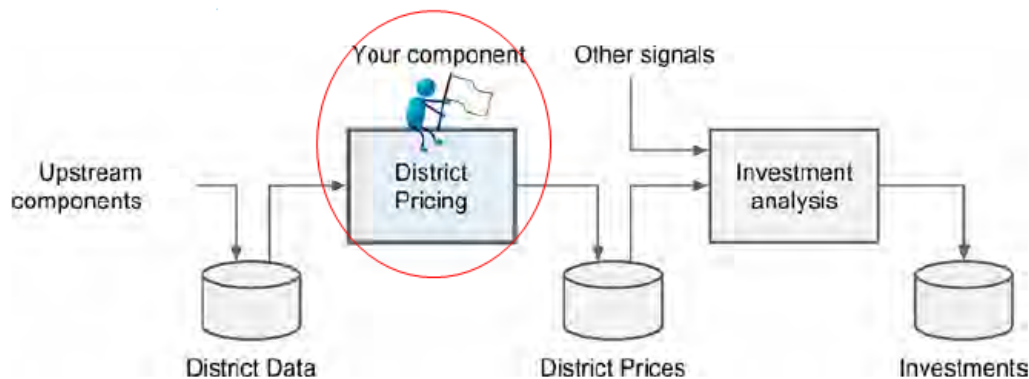 Your component
Other signals
Upstream
components
District
Pricing
Investment
analysis
District Data
District Prices
Investments